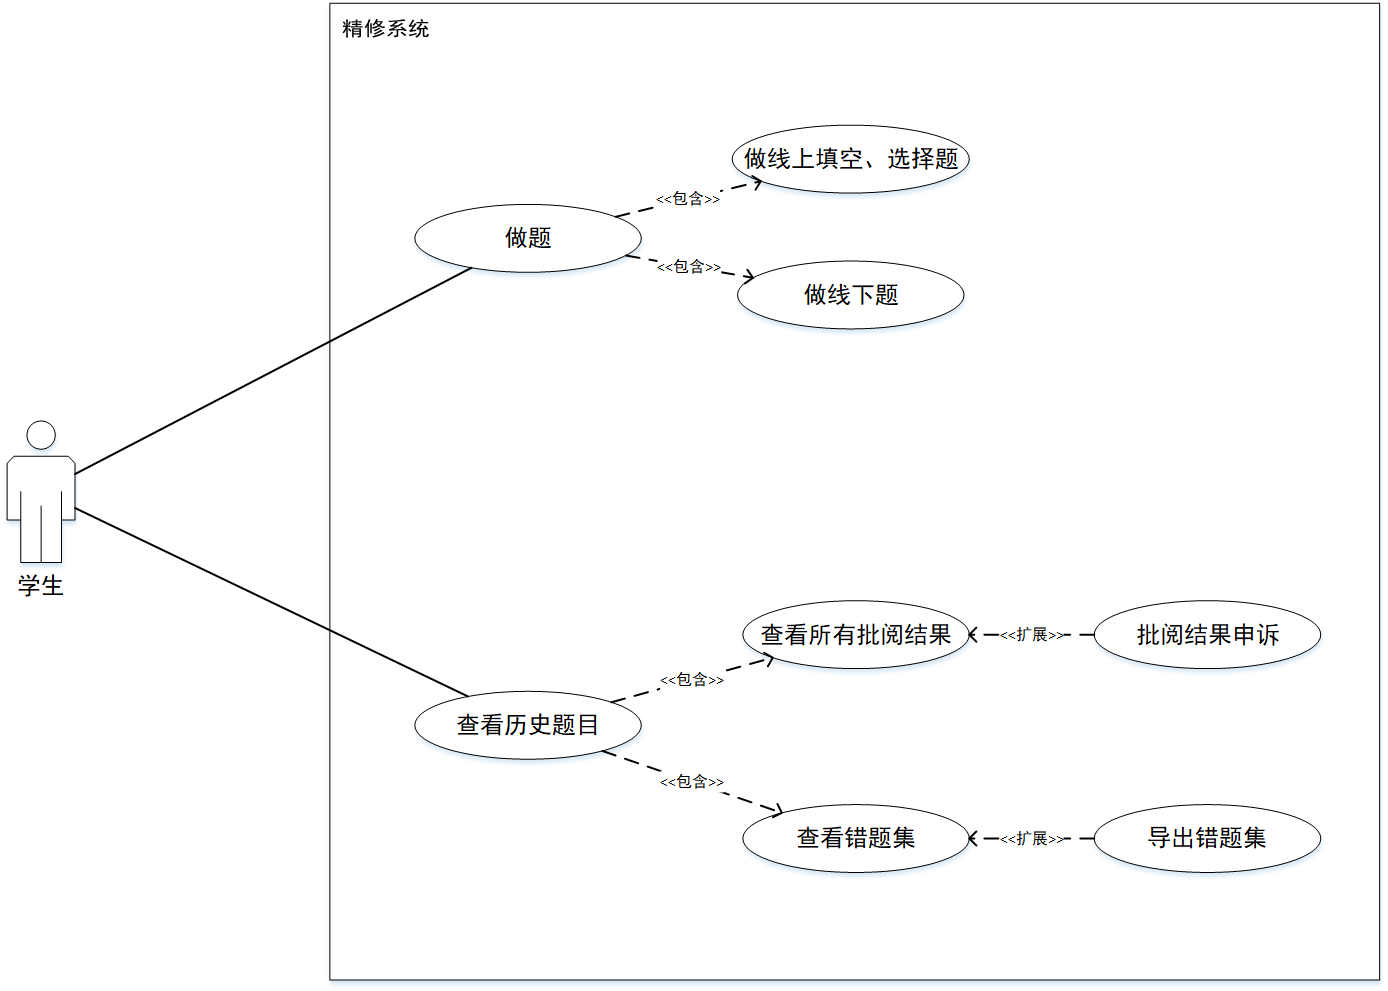 精修系统
做线上填空、选择题
<<包含>>
做题
<<包含>>
做线下题
学生
查看所有批阅结果
<<扩展>>
批阅结果申诉
<<包含>>
查看历史题目
<<包含>>
查看错题集
<<扩展>>
导出错题集